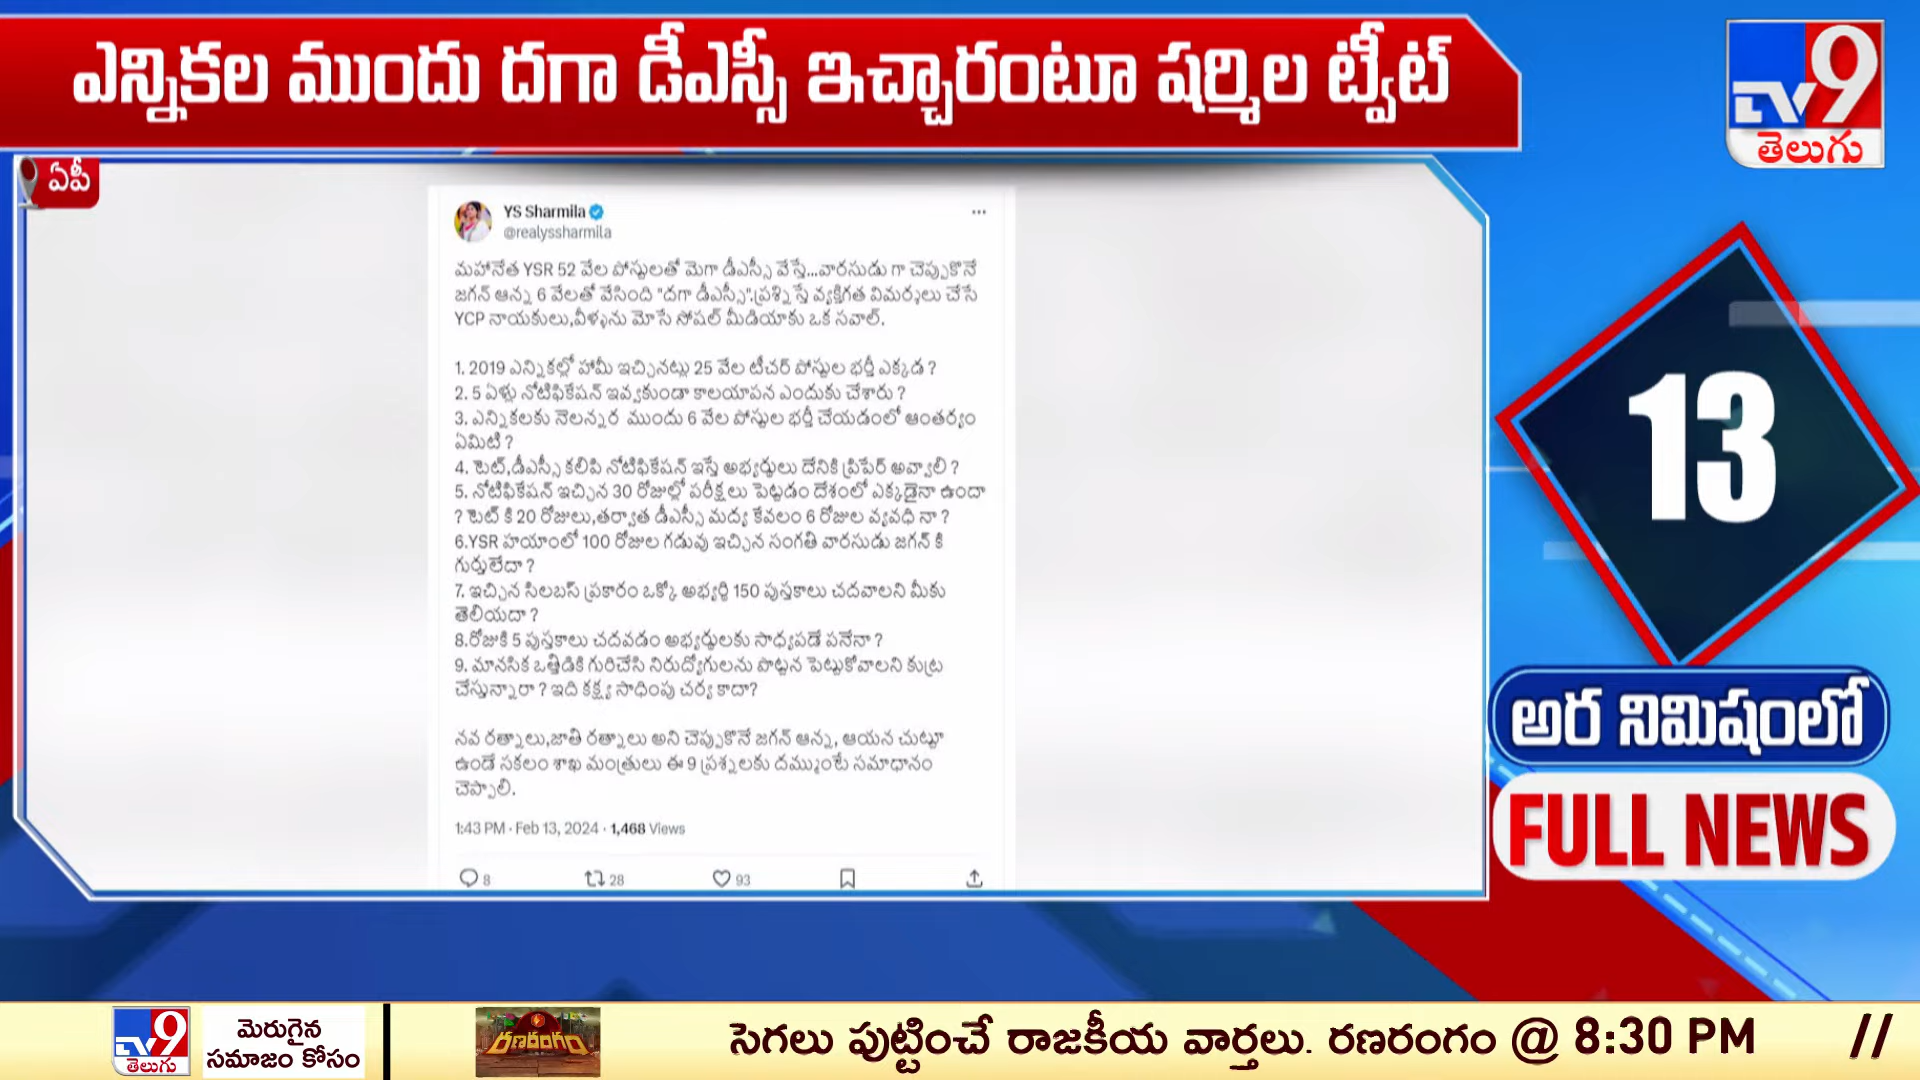 ఎన్నికల ముందు దగా డీఎస్సీ ఇచ్చారంటూ షర్మిల ట్వీట్
TV9
తెలుగు
ఏపీ
YS Sharmila
@realyssharmila
మహానేత YSR 52 వేల పోస్టులతో మెగా డీఎస్సీ వేస్తే...వారసుడు గా చెప్పుకొనే
జగన్ ఆన్న 6 వేలతో వేసింది "దగా డీఎస్సీ".ప్రశ్ని స్తే వ్యక్తిగత విమర్శలు చేసే
YCP నాయకులు,వీళ్ళను మోసే సోషల్ మీడియాకు ఒక సవాల్.
1. 2019 ఎన్నికల్లో హామీ ఇచ్చినట్లు 25 వేల టీచర్ పోస్టుల భర్తీ ఎక్కడ ?
2. 5 ఏళ్లు నోటిఫికేషన్ ఇవ్వకుండా కాలయాపన ఎందుకు చేశారు ?
3. ఎన్నికలకు నెలన్నర ముందు 6 వేల పోస్టుల భర్తీ చేయడంలో ఆంతర్యం
ఏమిటి ?
4. టెట్,డీఎస్సీ కలిపి నోటిఫికేషన్ ఇస్తే అభ్యర్థులు దేనికి ప్రిపేర్ అవ్వాలి ?
5. నోటిఫికేషన్ ఇచ్చిన 30 రోజుల్లో పరీక్షలు పెట్టడం దేశంలో ఎక్కడైనా ఉందా
? టెట్ కి 20 రోజులు,తర్వాత డీఎస్సీ మద్య కేవలం 6 రోజుల వ్యవధి నా ?
6.YSR హయాంలో 100 రోజుల గడువు ఇచ్చిన సంగతి వారసుడు జగన్ కి
గుర్తులేదా ?
7. ఇచ్చిన సిలబస్ ప్రకారం ఒక్కో అభ్యర్థి 150 పుస్తకాలు చదవాలని మీకు
తెలియదా ?
8.రోజుకి 5 పుస్తకాలు చదవడం అభ్యర్థులకు సాధ్యపడే పనేనా ?
9. మానసిక ఒత్తిడికి గురిచేసి నిరుద్యోగులను పొట్టన పెట్టుకోవాలని కుట్ర
చేస్తున్నారా ? ఇది కక్ష్య సాధింపు చర్య కాదా?
నవ రత్నాలు,జాతి రత్నాలు అని చెప్పుకొనే జగన్ ఆన్న, ఆయన చుట్టూ
ఉండే సకలం శాఖ మంత్రులు ఈ 9 ప్రశ్నలకు దమ్ముంటే సమాధానం
చెప్పాలి.
1:43 PM · Feb 13, 2024 · 1,468 Views
8 28 93
13
అర నిమిషంలో
FULL NEWS
TV9
తెలుగు
మెరుగైన
సమాజం కోసం
రణరంగం
సెగలు పుట్టించే రాజకీయ వార్తలు. రణరంగం @ 8:30 PM //